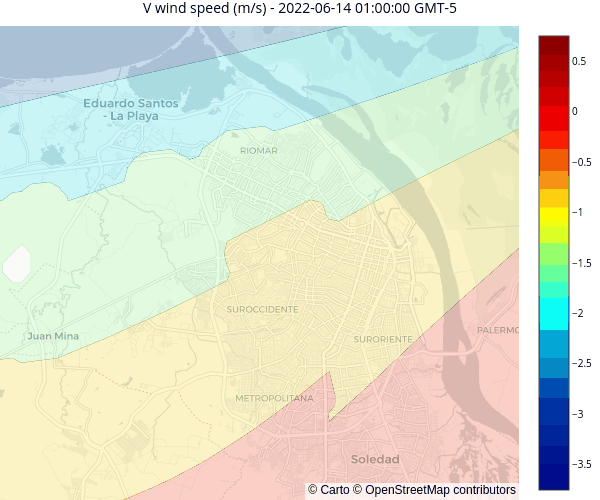 V wind speed (m/s) - 2022-06-14 01:00:00 GMT-5
Eduardo Santos
- La Playa
RIOMAR
SUROCCIDENTE
Juan Mina
SURORIENTE
PALERMO
METROPOLITANA
Soledad
© Carto © OpenStreetMap contributors
0.5
0
−0.5
−1
−1.5
−2
−2.5
−3
−3.5